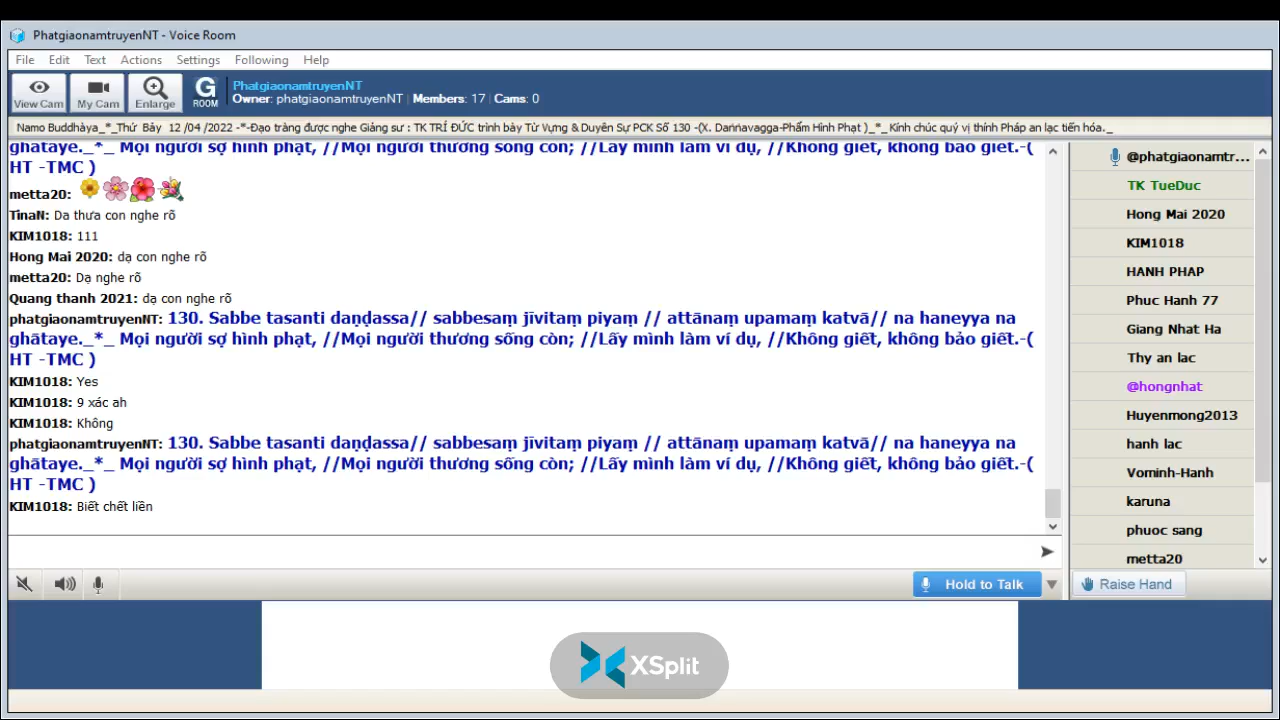 PhatgiaonamtruyenNT - Voice Room
File Edit Text Actions Settings Following Help
View Cam
My Cam
Enlarge
G
ROOM
PhatgiaonamtruyenNT
Owner: phatgiaonamtruyenNT | Members: 17 | Cams: 0
Namo Buddhàya_*_Thứ Bảy 12 /04 /2022 -*-Đạo tràng được nghe Giảng sư : TK TRÍ ĐỨC trình bày Từ Vựng & Duyên Sự PCK Số 130 -(X. Daṇṇavagga-Phẩm Hình Phạt )_*_ Kính chúc quý vị thính Pháp an lạc tiến hóa._
ghātaye._*_ Mọi người sợ hình phạt, //Mọi người thương sống còn; //Lấy mình làm ví dụ, //Không giết, không bảo giết.-(
HT -TMC )
metta20:
TinaN: Da thưa con nghe rõ
KIM1018: 111
Hong Mai 2020: dạ con nghe rõ
metta20: Dạ nghe rõ
Quang thanh 2021: dạ con nghe rõ
phatgiaonamtruyenNT: 130. Sabbe tasanti daṇḍassa// sabbesaṃ jīvitaṃ piyaṃ // attānaṃ upamaṃ katvā// na haneyya na
ghātaye._*_ Mọi người sợ hình phạt, //Mọi người thương sống còn; //Lấy mình làm ví dụ, //Không giết, không bảo giết.-(
HT -TMC )
KIM1018: Yes
KIM1018: 9 xác ah
KIM1018: Không
phatgiaonamtruyenNT: 130. Sabbe tasanti daṇḍassa// sabbesaṃ jīvitaṃ piyaṃ // attānaṃ upamaṃ katvā// na haneyya na
ghātaye._*_ Mọi người sợ hình phạt, //Mọi người thương sống còn; //Lấy mình làm ví dụ, //Không giết, không bảo giết.-(
HT -TMC )
KIM1018: Biết chết liền
@phatgiaonamtr...
TK TueDuc
Hong Mai 2020
KIM1018
HANH PHAP
Phuc Hanh 77
Giang Nhat Ha
Thy an lac
@hongnhat
Huyenmong2013
hanh lac
Vominh-Hanh
karuna
phuoc sang
metta20
Hold to Talk
Raise Hand
XSplit